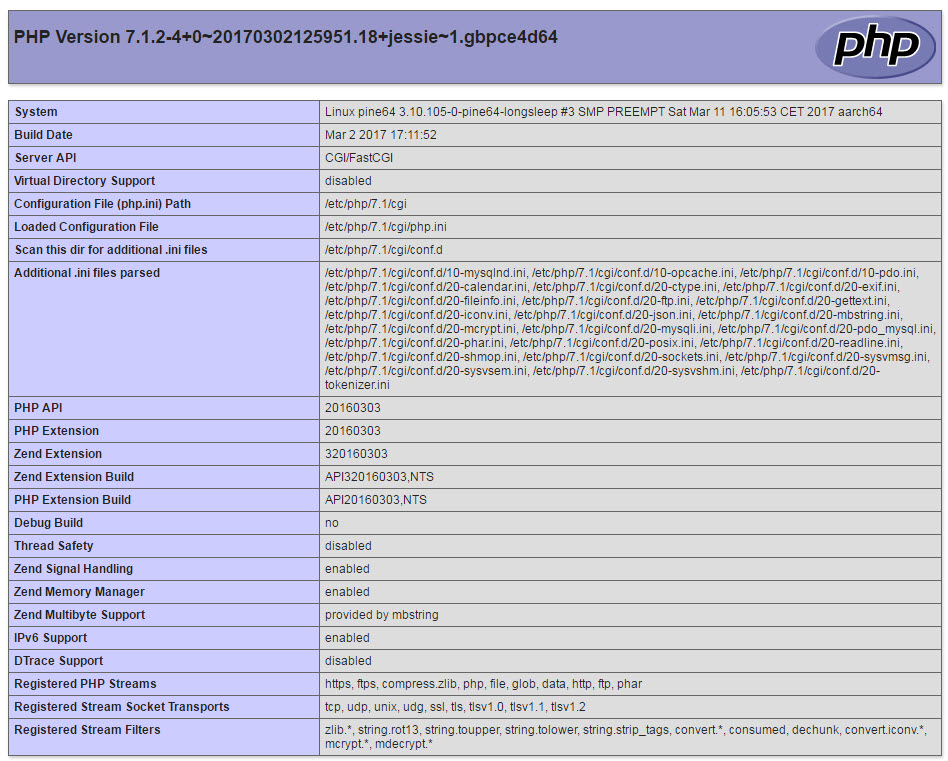 PHP Version 7.1.2-4+0~20170302125951.18+jessie~1.gbpce4d64
php
System Linux pine64 3.10.105-0-pine64-longsleep #3 SMP PREEMPT Sat Mar 11 16:05:53 CET 2017 aarch64
Build Date Mar 2 2017 17:11:52
Server API CGI/FastCGI
Virtual Directory Support disabled
Configuration File (php.ini) Path /etc/php/7.1/cgi
Loaded Configuration File /etc/php/7.1/cgi/php.ini
Scan this dir for additional .ini files /etc/php/7.1/cgi/conf.d
Additional .ini files parsed /etc/php/7.1/cgi/conf.d/10-mysqlnd.ini, /etc/php/7.1/cgi/conf.d/10-opcache.ini, /etc/php/7.1/cgi/conf.d/10-pdo.ini,
/etc/php/7.1/cgi/conf.d/20-calendar.ini, /etc/php/7.1/cgi/conf.d/20-ctype.ini, /etc/php/7.1/cgi/conf.d/20-exif.ini,
/etc/php/7.1/cgi/conf.d/20-fileinfo.ini, /etc/php/7.1/cgi/conf.d/20-ftp.ini, /etc/php/7.1/cgi/conf.d/20-gettext.ini,
/etc/php/7.1/cgi/conf.d/20-iconv.ini, /etc/php/7.1/cgi/conf.d/20-json.ini, /etc/php/7.1/cgi/conf.d/20-mbstring.ini,
/etc/php/7.1/cgi/conf.d/20-mcrypt.ini, /etc/php/7.1/cgi/conf.d/20-mysqli.ini, /etc/php/7.1/cgi/conf.d/20-pdo_mysql.ini,
/etc/php/7.1/cgi/conf.d/20-phar.ini, /etc/php/7.1/cgi/conf.d/20-posix.ini, /etc/php/7.1/cgi/conf.d/20-readline.ini,
/etc/php/7.1/cgi/conf.d/20-shmop.ini, /etc/php/7.1/cgi/conf.d/20-sockets.ini, /etc/php/7.1/cgi/conf.d/20-sysvmsg.ini,
/etc/php/7.1/cgi/conf.d/20-sysvsem.ini, /etc/php/7.1/cgi/conf.d/20-sysvshm.ini, /etc/php/7.1/cgi/conf.d/20-
tokenizer.ini
PHP API 20160303
PHP Extension 20160303
Zend Extension 320160303
Zend Extension Build API320160303,NTS
PHP Extension Build API20160303,NTS
Debug Build no
Thread Safety disabled
Zend Signal Handling enabled
Zend Memory Manager enabled
Zend Multibyte Support provided by mbstring
IPv6 Support enabled
DTrace Support disabled
Registered PHP Streams https, ftps, compress.zlib, php, file, glob, data, http, ftp, phar
Registered Stream Socket Transports tcp, udp, unix, udg, ssl, tls, tlsv1.0, tlsv1.1, tlsv1.2
Registered Stream Filters zlib.*, string.rot13, string.toupper, string.tolower, string.strip_tags, convert.*, consumed, dechunk, convert.iconv.*,
mcrypt.*, mdecrypt.*